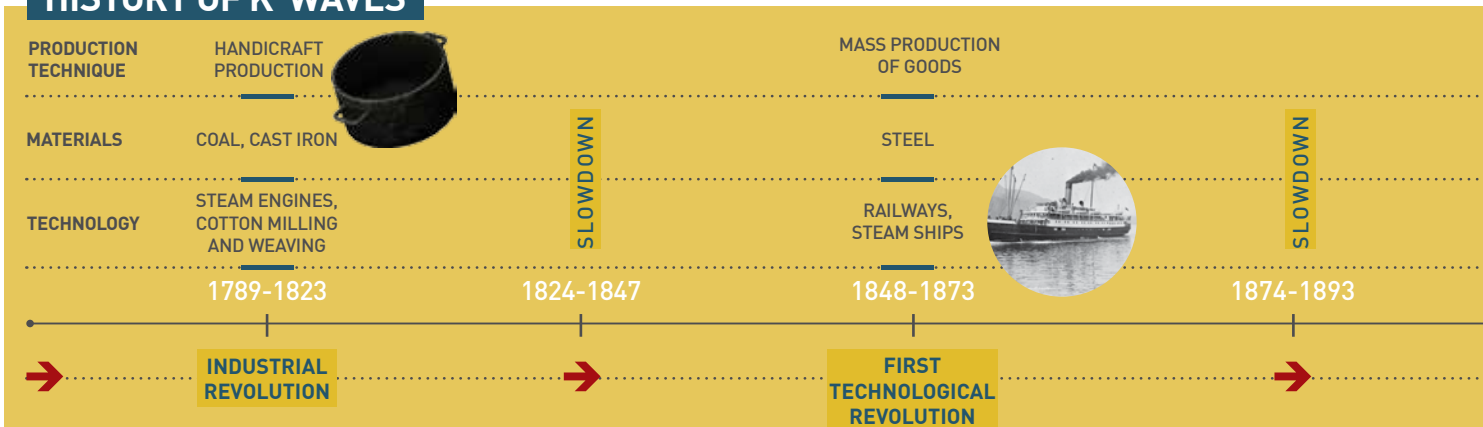 HISTORY OF K-WAVES
PRODUCTION
TECHNIQUE
HANDICRAFT
PRODUCTION
MASS PRODUCTION
OF GOODS
MATERIALS
COAL, CAST IRON
SLOWDOWN
STEEL
SLOWDOWN
TECHNOLOGY
STEAM ENGINES,
COTTON MILLING
AND WEAVING
RAILWAYS,
STEAM SHIPS
1789-1823
1824-1847
1848-1873
1874-1893
INDUSTRIAL
REVOLUTION
FIRST
TECHNOLOGICAL
REVOLUTION